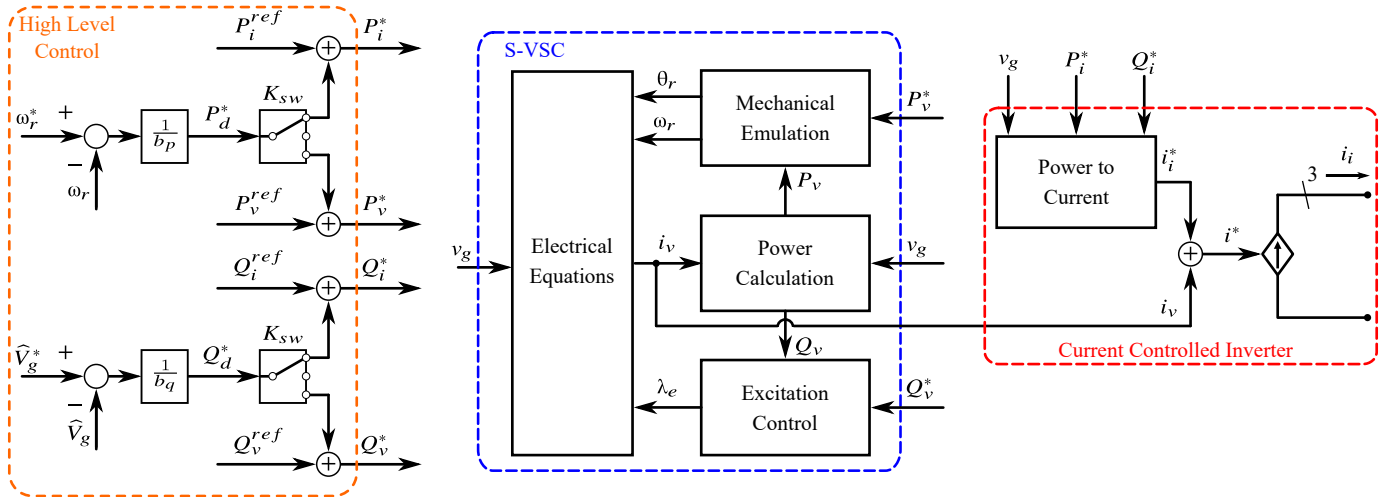 High Level
Control
P_i^{ref}
P_i^*
ω_r^*
+
−
ω_r
1/b_p
P_d^*
K_{sw}
+
P_v^{ref}
P_v^*
+
Q_i^{ref}
Q_i^*
+
V̂_g^*
+
−
V̂_g
1/b_q
Q_d^*
K_{sw}
Q_v^{ref}
Q_v^*
+
S-VSC
v_g
Electrical
Equations
θ_r
ω_r
Mechanical
Emulation
P_v^*
P_v
i_v
Power
Calculation
v_g
Q_v
λ_e
Excitation
Control
Q_v^*
v_g
P_i^*
Q_i^*
Power to
Current
i_i^*
+
i_v
i^*
3
i_i
Current Controlled Inverter